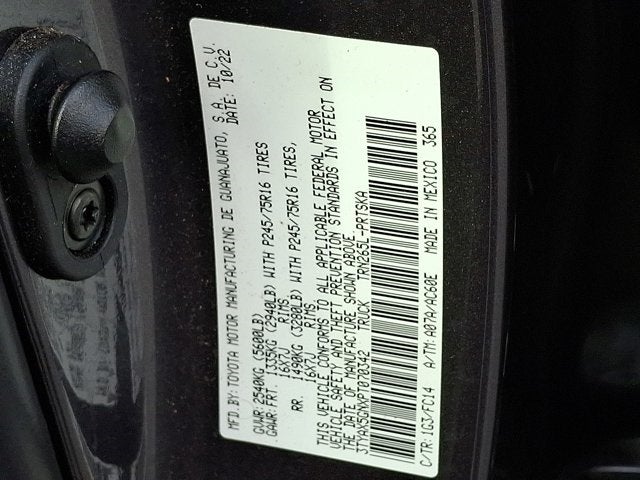 MFD.BY: TOYOTA MOTOR MANUFACTURING DE GUANAJUATO, S.A. DE C.V.
DATE: 10/22
GVWR: 2540KG (5600LB)
GAWR: FRT. 1335KG (2940LB) WITH P245/75R16 TIRES
16X7J RIMS,
RR. 1490KG (3280LB) WITH P245/75R16 TIRES,
16X7J RIMS.
THIS VEHICLE CONFORMS TO ALL APPLICABLE FEDERAL MOTOR
VEHICLE SAFETY AND THEFT PREVENTION STANDARDS IN EFFECT ON
THE DATE OF MANUFACTURE SHOWN ABOVE.
3TYAX5GNXPT070342 TRUCK TRN265L-PRTSKA
C/TR: 1G3/FC14 A/TM: A07A/AC60E MADE IN MEXICO 365